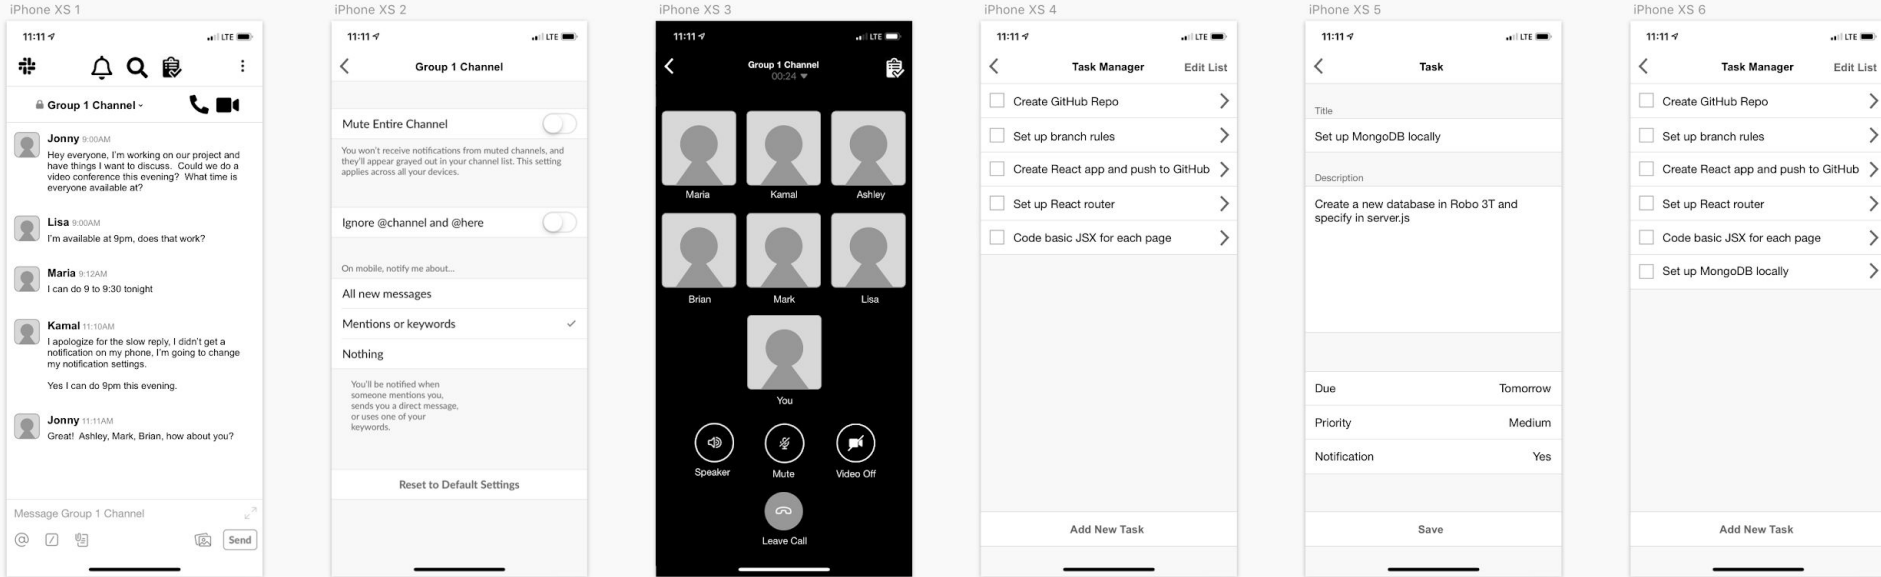 iPhone XS 1
11:11
LTE
Group 1 Channel
Jonny 9:00AM
Hey everyone, I'm working on our project and
have things I want to discuss. Could we do a
video conference this evening? What time is
everyone available at?
Lisa 9:00AM
I'm available at 9pm, does that work?
Maria 9:12AM
I can do 9 to 9:30 tonight
Kamal 11:10AM
I apologize for the slow reply, I didn't get a
notification on my phone, I'm going to change
my notification settings.
Yes I can do 9pm this evening.
Jonny 11:11AM
Great! Ashley, Mark, Brian, how about you?
Message Group 1 Channel
@
Send
iPhone XS 2
11:11
LTE
Group 1 Channel
Mute Entire Channel
You won't receive notifications from muted channels, and
they'll appear grayed out in your channel list. This setting
applies across all your devices.
Ignore @channel and @here
On mobile, notify me about...
All new messages
Mentions or keywords
Nothing
You'll be notified when
someone mentions you,
sends you a direct message,
or uses one of your
keywords.
Reset to Default Settings
iPhone XS 3
11:11
LTE
Group 1 Channel
00:24
Maria
Kamal
Ashley
Brian
Mark
Lisa
You
Speaker
Mute
Video Off
Leave Call
iPhone XS 4
11:11
LTE
Task Manager
Edit List
Create GitHub Repo
Set up branch rules
Create React app and push to GitHub
Set up React router
Code basic JSX for each page
Add New Task
iPhone XS 5
11:11
LTE
Task
Title
Set up MongoDB locally
Description
Create a new database in Robo 3T and
specify in server.js
Due Tomorrow
Priority Medium
Notification Yes
Save
iPhone XS 6
11:11
LTE
Task Manager
Edit List
Create GitHub Repo
Set up branch rules
Create React app and push to GitHub
Set up React router
Code basic JSX for each page
Set up MongoDB locally
Add New Task